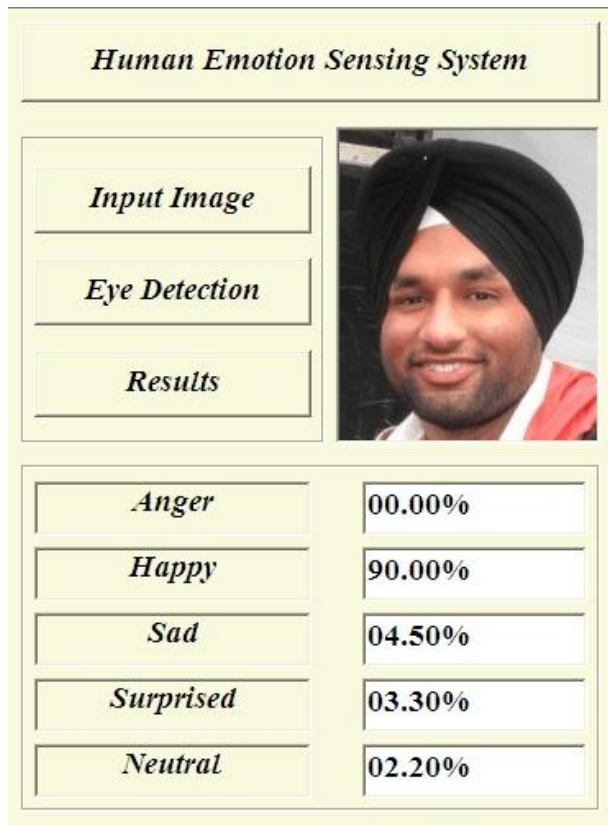 Human Emotion Sensing System
Input Image
Eye Detection
Results
Anger 00.00%
Happy 90.00%
Sad 04.50%
Surprised 03.30%
Neutral 02.20%